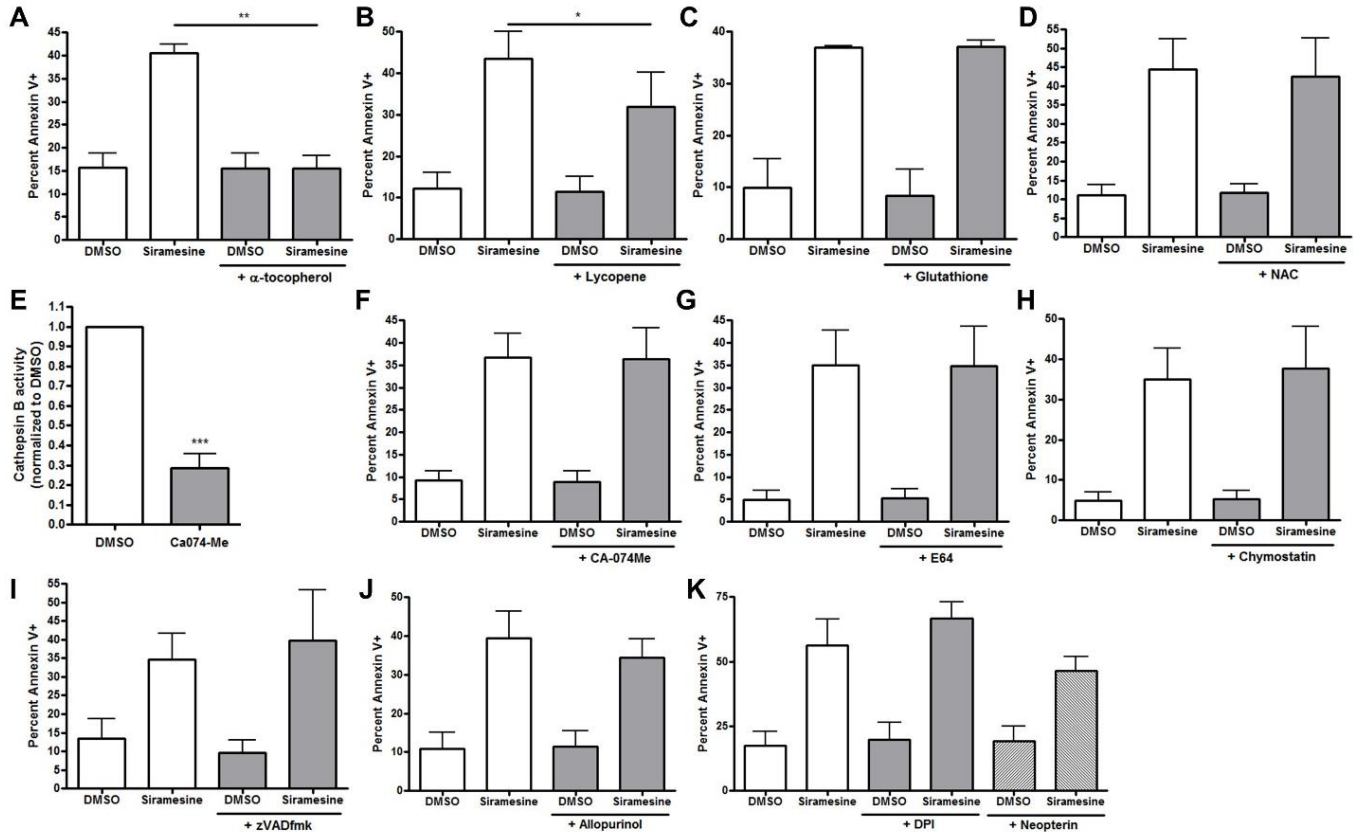 A
**
Percent Annexin V+
45
40
35
30
25
20
15
10
5
0
DMSO Siramesine DMSO Siramesine
+ α-tocopherol
B
*
Percent Annexin V+
50
40
30
20
10
0
DMSO Siramesine DMSO Siramesine
+ Lycopene
C
Percent Annexin V+
40
30
20
10
0
DMSO Siramesine DMSO Siramesine
+ Glutathione
D
Percent Annexin V+
55
50
45
40
35
30
25
20
15
10
5
0
DMSO Siramesine DMSO Siramesine
+ NAC
E
Cathepsin B activity
(normalized to DMSO)
1.1
1.0
0.9
0.8
0.7
0.6
0.5
0.4
0.3
0.2
0.1
0.0
***
DMSO Ca074-Me
F
Percent Annexin V+
45
40
35
30
25
20
15
10
5
0
DMSO Siramesine DMSO Siramesine
+ CA-074Me
G
Percent Annexin V+
45
40
35
30
25
20
15
10
5
0
DMSO Siramesine DMSO Siramesine
+ E64
H
Percent Annexin V+
50
40
30
20
10
0
DMSO Siramesine DMSO Siramesine
+ Chymostatin
I
Percent Annexin V+
55
50
45
40
35
30
25
20
15
10
5
0
DMSO Siramesine DMSO Siramesine
+ zVADfmk
J
Percent Annexin V+
50
40
30
20
10
0
DMSO Siramesine DMSO Siramesine
+ Allopurinol
K
Percent Annexin V+
75
50
25
0
DMSO Siramesine DMSO Siramesine DMSO Siramesine
+ DPI + Neopterin